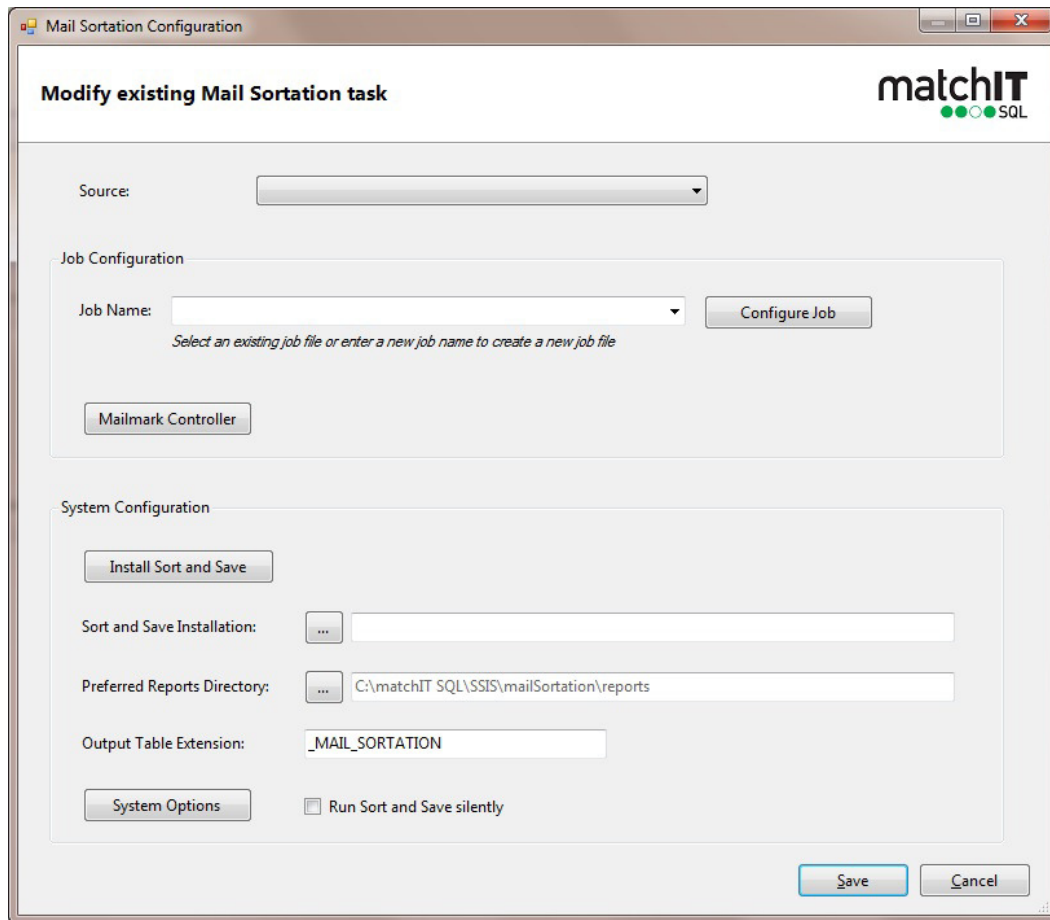 Mail Sortation Configuration
Modify existing Mail Sortation task
matchIT
SQL
Source:
Job Configuration
Job Name:
Configure Job
Select an existing job file or enter a new job name to create a new job file
Mailmark Controller
System Configuration
Install Sort and Save
Sort and Save Installation: ...
Preferred Reports Directory: ... C:\matchIT SQL\SSIS\mailSortation\reports
Output Table Extension: _MAIL_SORTATION
System Options Run Sort and Save silently
Save Cancel